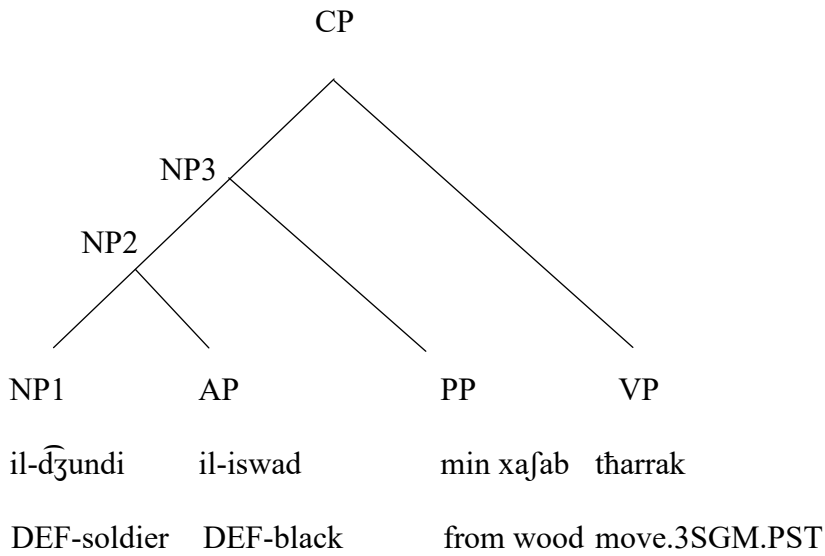 CP
NP3
NP2
NP1 AP PP VP
il-d͡ʒundi il-iswad min xaʃab tħarrak
DEF-soldier DEF-black from wood move.3SGM.PST